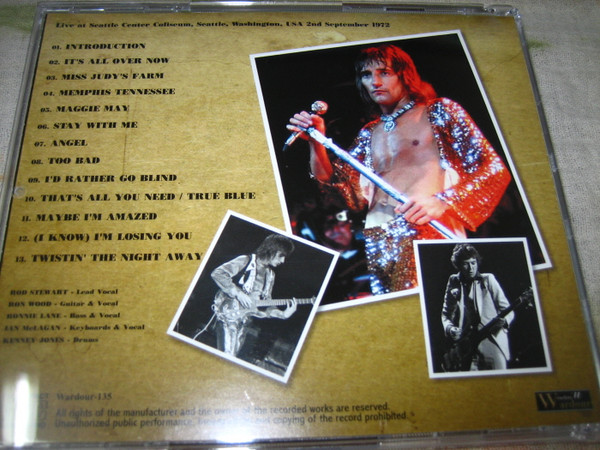 Live at Seattle Center Coliseum, Seattle, Washington, USA 2nd September 1972
01. INTRODUCTION
02. IT'S ALL OVER NOW
03. MISS JUDY'S FARM
04. MEMPHIS TENNESSEE
05. MAGGIE MAY
06. STAY WITH ME
07. ANGEL
08. TOO BAD
09. I'D RATHER GO BLIND
10. THAT'S ALL YOU NEED / TRUE BLUE
11. MAYBE I'M AMAZED
12. (I KNOW) I'M LOSING YOU
13. TWISTIN' THE NIGHT AWAY
ROD STEWART - Lead Vocal
RON WOOD - Guitar & Vocal
RONNIE LANE - Bass & Vocal
IAN McLAGAN - Keyboards & Vocal
KENNEY JONES - Drums
Wardour-135
All rights of the manufacturer and the owner of the recorded works are reserved.
Unauthorized public performance, copying of the record prohibited.